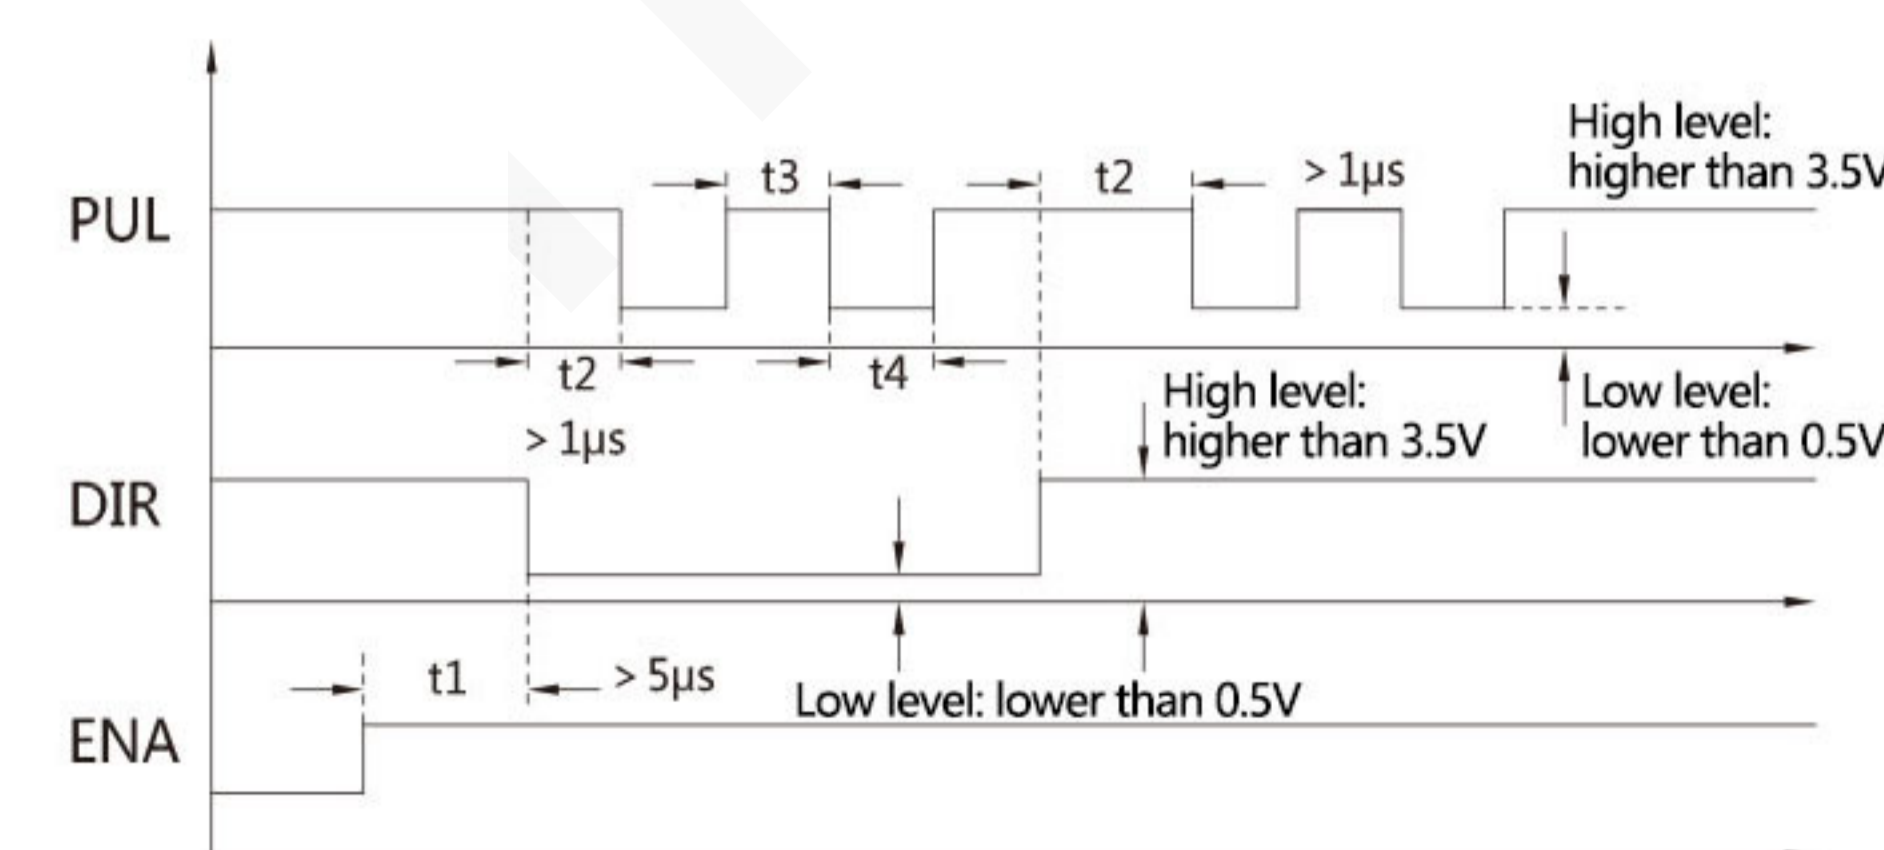 High level:
higher than 3.5V
t3
t2
> 1μs
PUL
t2
t4
> 1μs
High level:
higher than 3.5V
Low level:
lower than 0.5V
DIR
t1
> 5μs
Low level: lower than 0.5V
ENA